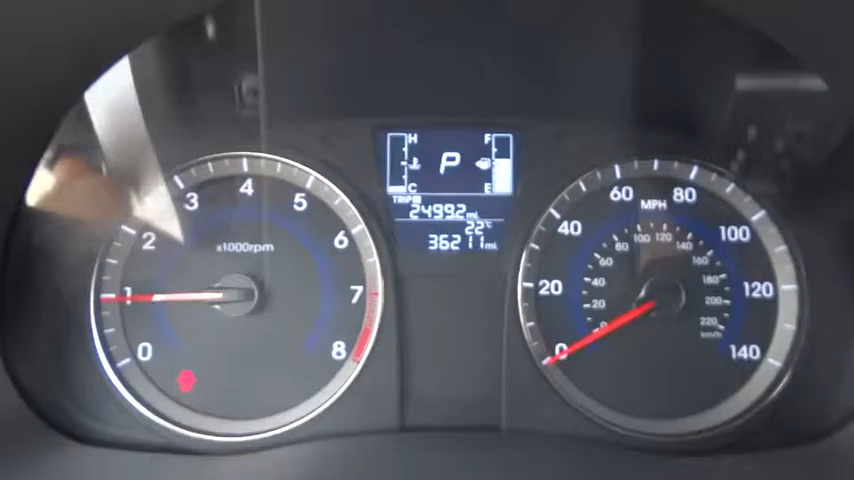 H P F
C E
TRIP
2499.2 mi.
22°C
36211 mi.
0 1 2 3 4 5 6 7 8
x1000rpm
0 20 40 60 80 100 120 140
MPH
0 20 40 60 80 100 120 140 160 180 200 220
km/h